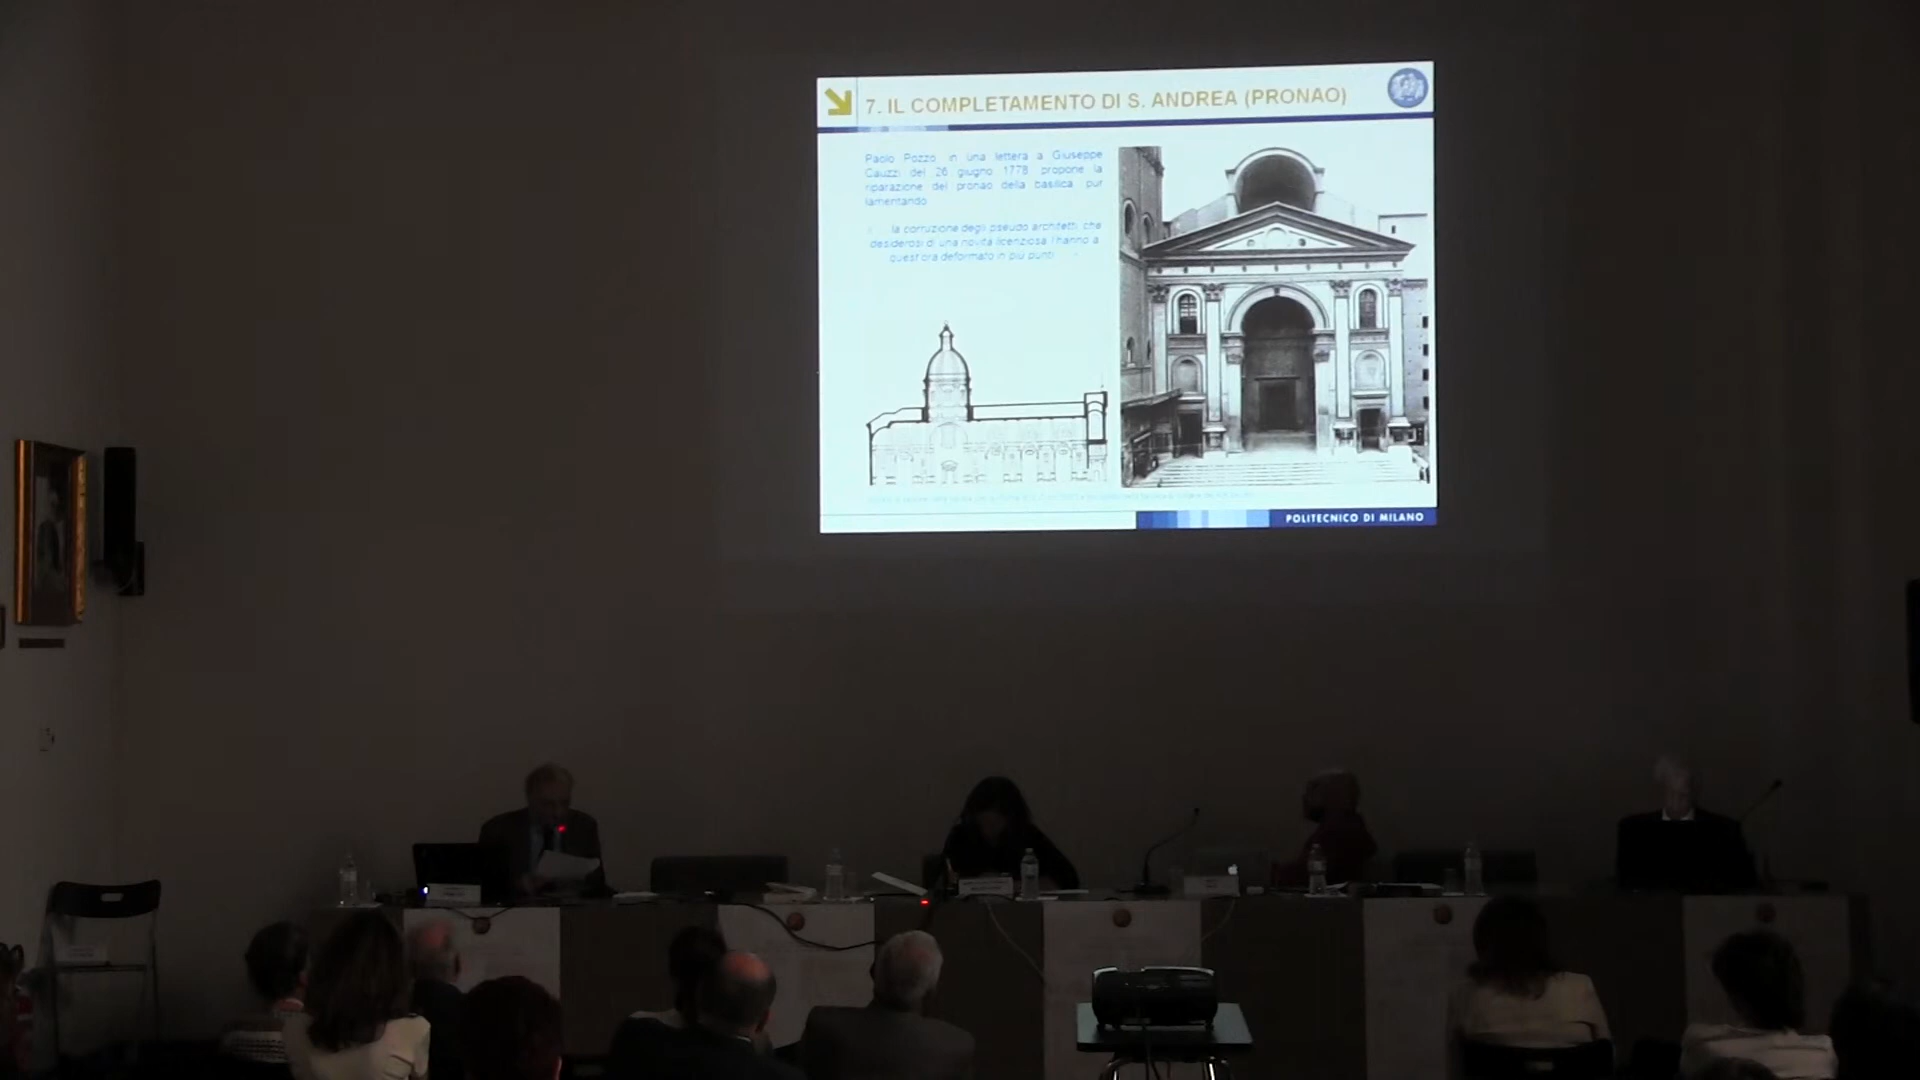 7. IL COMPLETAMENTO DI S. ANDREA (PRONAO)
Paolo Pozzo in una lettera a Giuseppe
Cauzzi del 26 giugno 1778 propone la
riparazione del pronao della basilica pur
lamentando
la corruzione degli pseudo architetti che
desiderosi di una novità licenziosa l'hanno a
quest'ora deformato in più punti
POLITECNICO DI MILANO